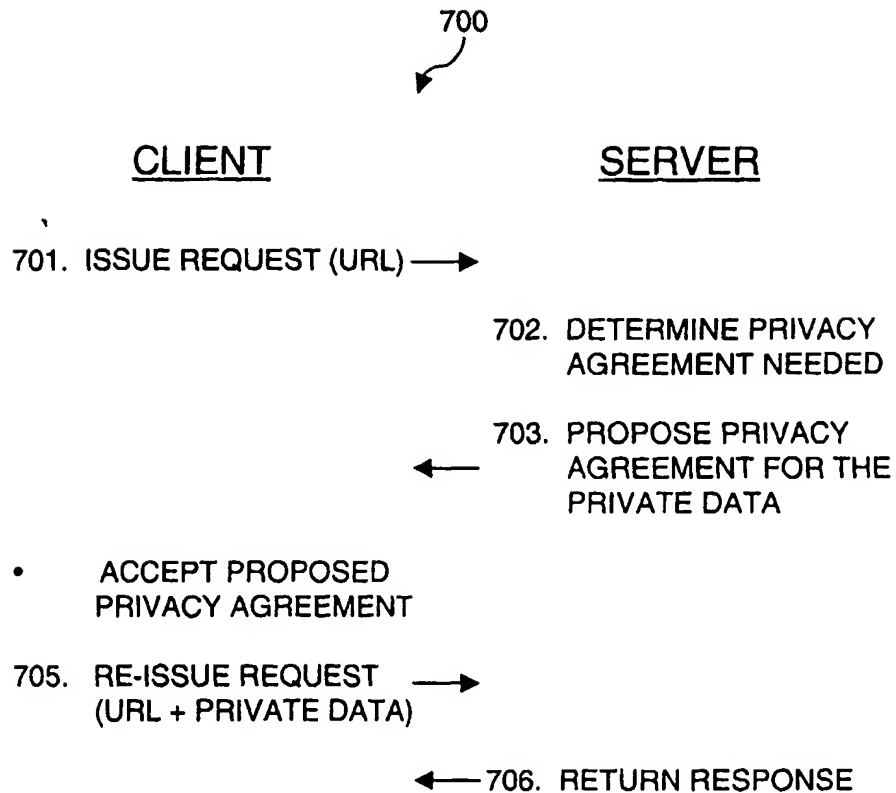 700
CLIENT
SERVER
701. ISSUE REQUEST (URL)
702. DETERMINE PRIVACY
AGREEMENT NEEDED
703. PROPOSE PRIVACY
AGREEMENT FOR THE
PRIVATE DATA
• ACCEPT PROPOSED
PRIVACY AGREEMENT
705. RE-ISSUE REQUEST
(URL + PRIVATE DATA)
706. RETURN RESPONSE